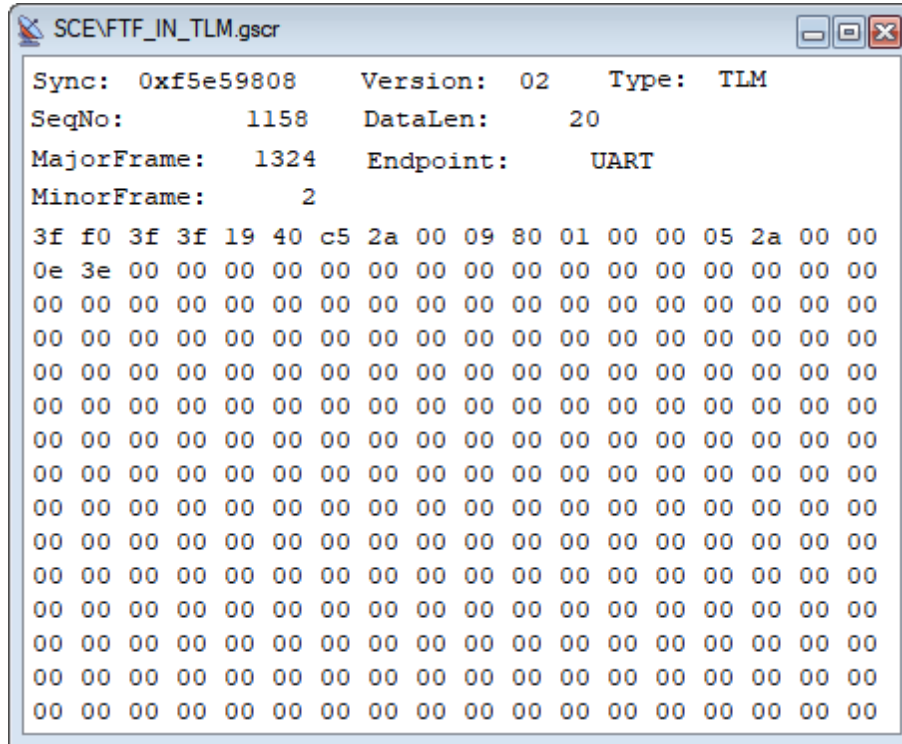 SCE\FTF_IN_TLM.gscr
Sync: 0xf5e59808 Version: 02 Type: TLM
SeqNo: 1158 DataLen: 20
MajorFrame: 1324 Endpoint: UART
MinorFrame: 2
3f f0 3f 3f 19 40 c5 2a 00 09 80 01 00 00 05 2a 00 00
0e 3e 00 00 00 00 00 00 00 00 00 00 00 00 00 00 00 00
00 00 00 00 00 00 00 00 00 00 00 00 00 00 00 00 00 00
00 00 00 00 00 00 00 00 00 00 00 00 00 00 00 00 00 00
00 00 00 00 00 00 00 00 00 00 00 00 00 00 00 00 00 00
00 00 00 00 00 00 00 00 00 00 00 00 00 00 00 00 00 00
00 00 00 00 00 00 00 00 00 00 00 00 00 00 00 00 00 00
00 00 00 00 00 00 00 00 00 00 00 00 00 00 00 00 00 00
00 00 00 00 00 00 00 00 00 00 00 00 00 00 00 00 00 00
00 00 00 00 00 00 00 00 00 00 00 00 00 00 00 00 00 00
00 00 00 00 00 00 00 00 00 00 00 00 00 00 00 00 00 00
00 00 00 00 00 00 00 00 00 00 00 00 00 00 00 00 00 00
00 00 00 00 00 00 00 00 00 00 00 00 00 00 00 00 00 00
00 00 00 00 00 00 00 00 00 00 00 00 00 00 00 00 00 00
00 00 00 00 00 00 00 00 00 00 00 00 00 00 00 00 00 00